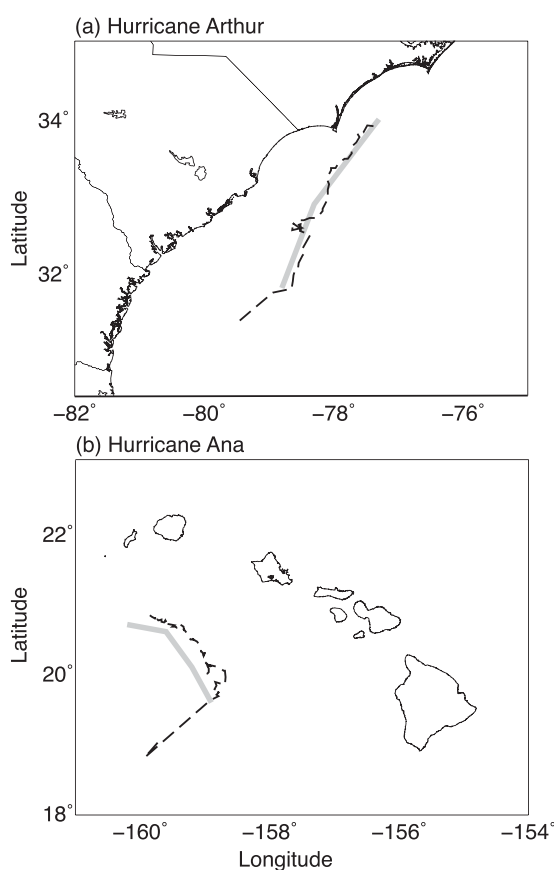 (a) Hurricane Arthur
34°
Latitude
32°
−82° −80° −78° −76°
(b) Hurricane Ana
22°
Latitude
20°
18°
−160° −158° −156° −154°
Longitude